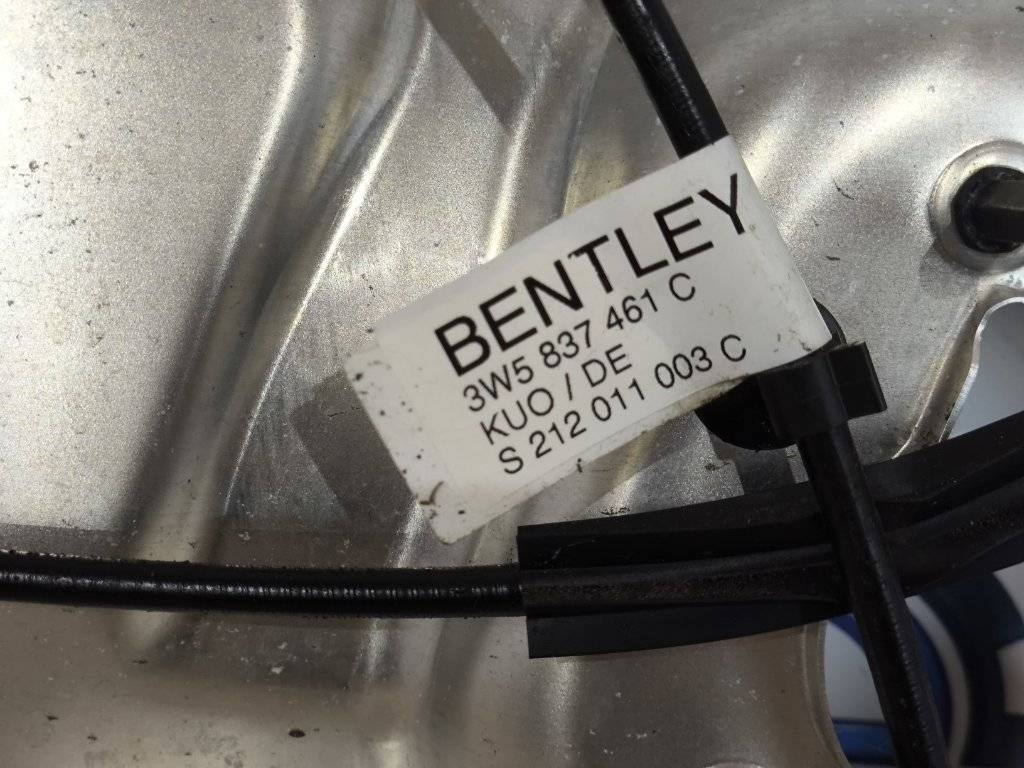 BENTLEY
3W5 837 461 C
KUO / DE
S 212 011 003 C